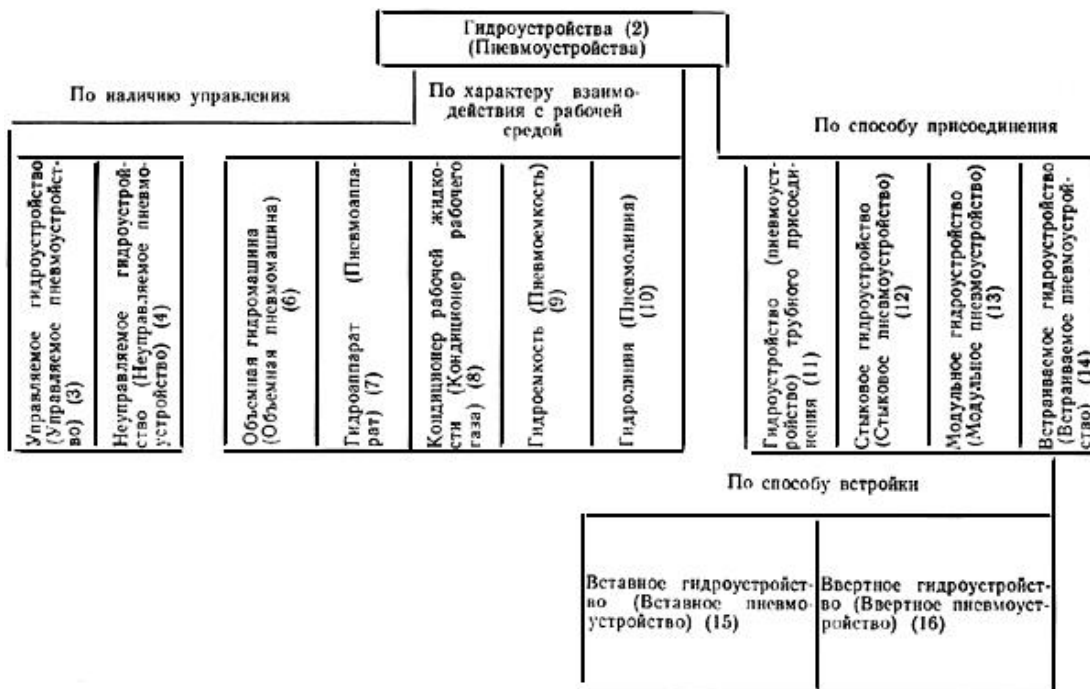 Гидроустройства (2)
(Пневмоустройства)
По наличию управления
По характеру взаимо-
действия с рабочей
средой
По способу присоединения
Управляемое гидроустройство
(Управляемое пневмоустройст-
во) (3)
Неуправляемое гидроустрой-
ство (Неуправляемое пневмо-
устройство) (4)
Объемная гидромашина
(Объемная пневмомашина)
(6)
Гидроаппарат (Пневмоаппа-
рат) (7)
Кондиционер рабочей жидко-
сти (Кондиционер рабочего
газа) (8)
Гидроемкость (Пневмоемкость)
(9)
Гидролиния (Пневмолиния)
(10)
Гидроустройство (пневмоуст-
ройство) трубного присоеди-
нения (11)
Стыковое гидроустройство
(Стыковое пневмоустройство)
(12)
Модульное гидроустройство
(Модульное пневмоустройство)
(13)
Встраиваемое гидроустройство
(Встраиваемое пневмоустрой-
ство) (14)
По способу встройки
Вставное гидроустройст-
во (Вставное пневмо-
устройство) (15)
Ввертное гидроустройст-
во (Ввертное пневмоуст-
ройство) (16)